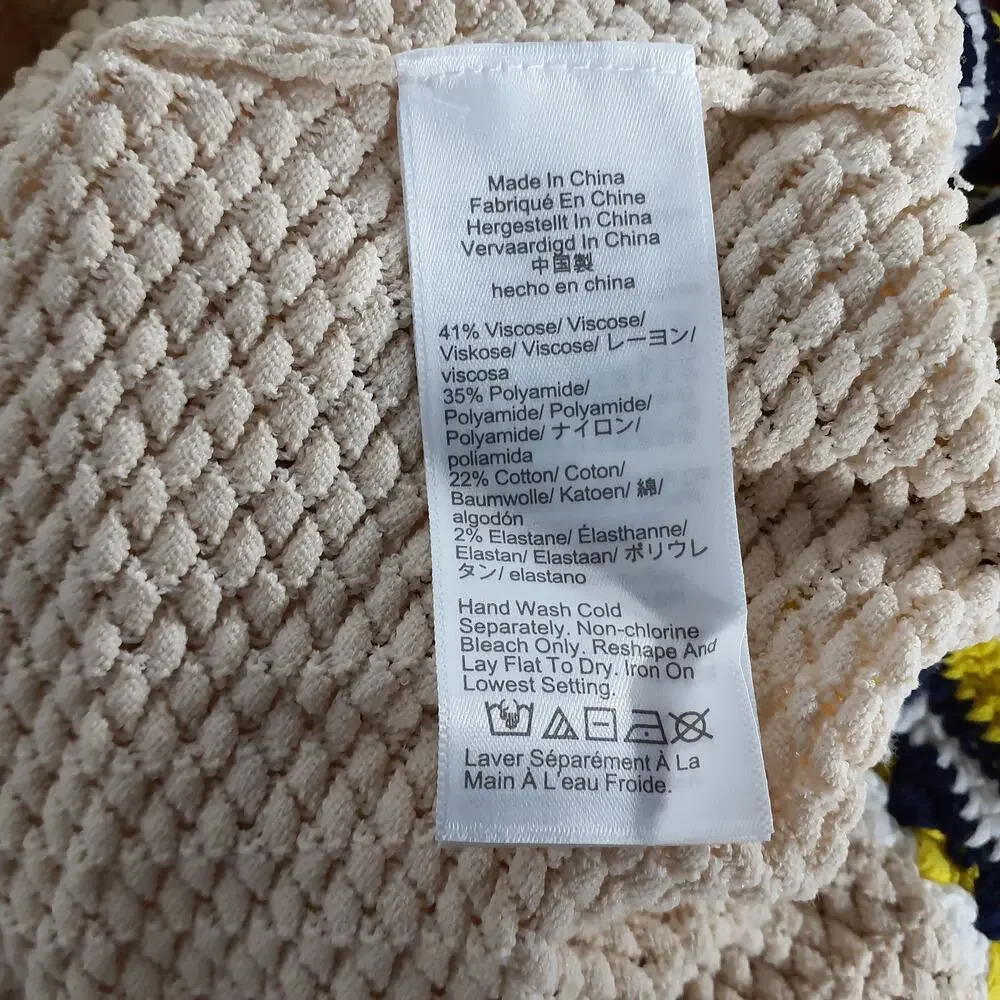 Made In China
Fabriqué En Chine
Hergestellt In China
Vervaardigd In China
中国製
hecho en china
41% Viscose/ Viscose/
Viskose/ Viscose/ レーヨン/
viscosa
35% Polyamide/
Polyamide/ Polyamide/
Polyamide/ ナイロン/
poliamida
22% Cotton/ Coton/
Baumwolle/ Katoen/ 綿/
algodón
2% Elastane/ Élasthanne/
Elastan/ Elastaan/ ポリウレ
タン/ elastano
Hand Wash Cold
Separately. Non-chlorine
Bleach Only. Reshape And
Lay Flat To Dry. Iron On
Lowest Setting.
Laver Séparément À La
Main À L'eau Froide.